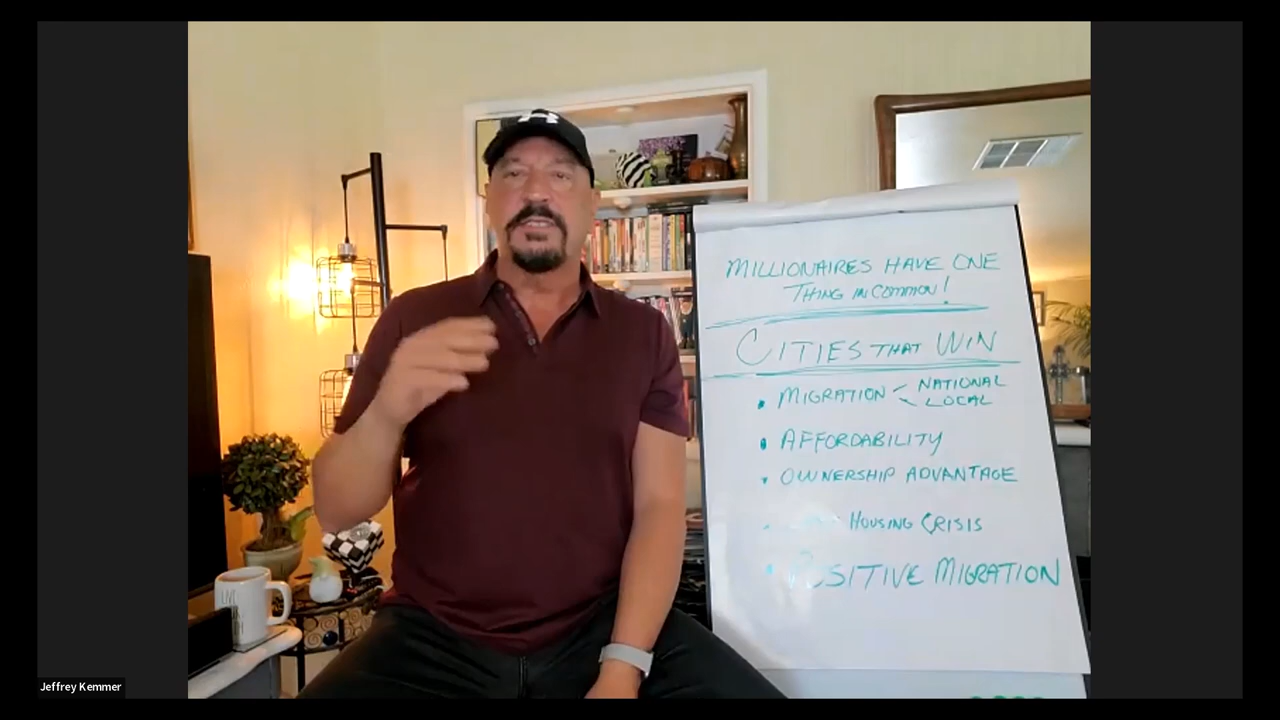 MILLIONAIRES HAVE ONE
THING IN COMMON!
CITIES THAT WIN
• MIGRATION NATIONAL
LOCAL
• AFFORDABILITY
• OWNERSHIP ADVANTAGE
• HOUSING CRISIS
• POSITIVE MIGRATION
LIVE
Jeffrey Kemmer